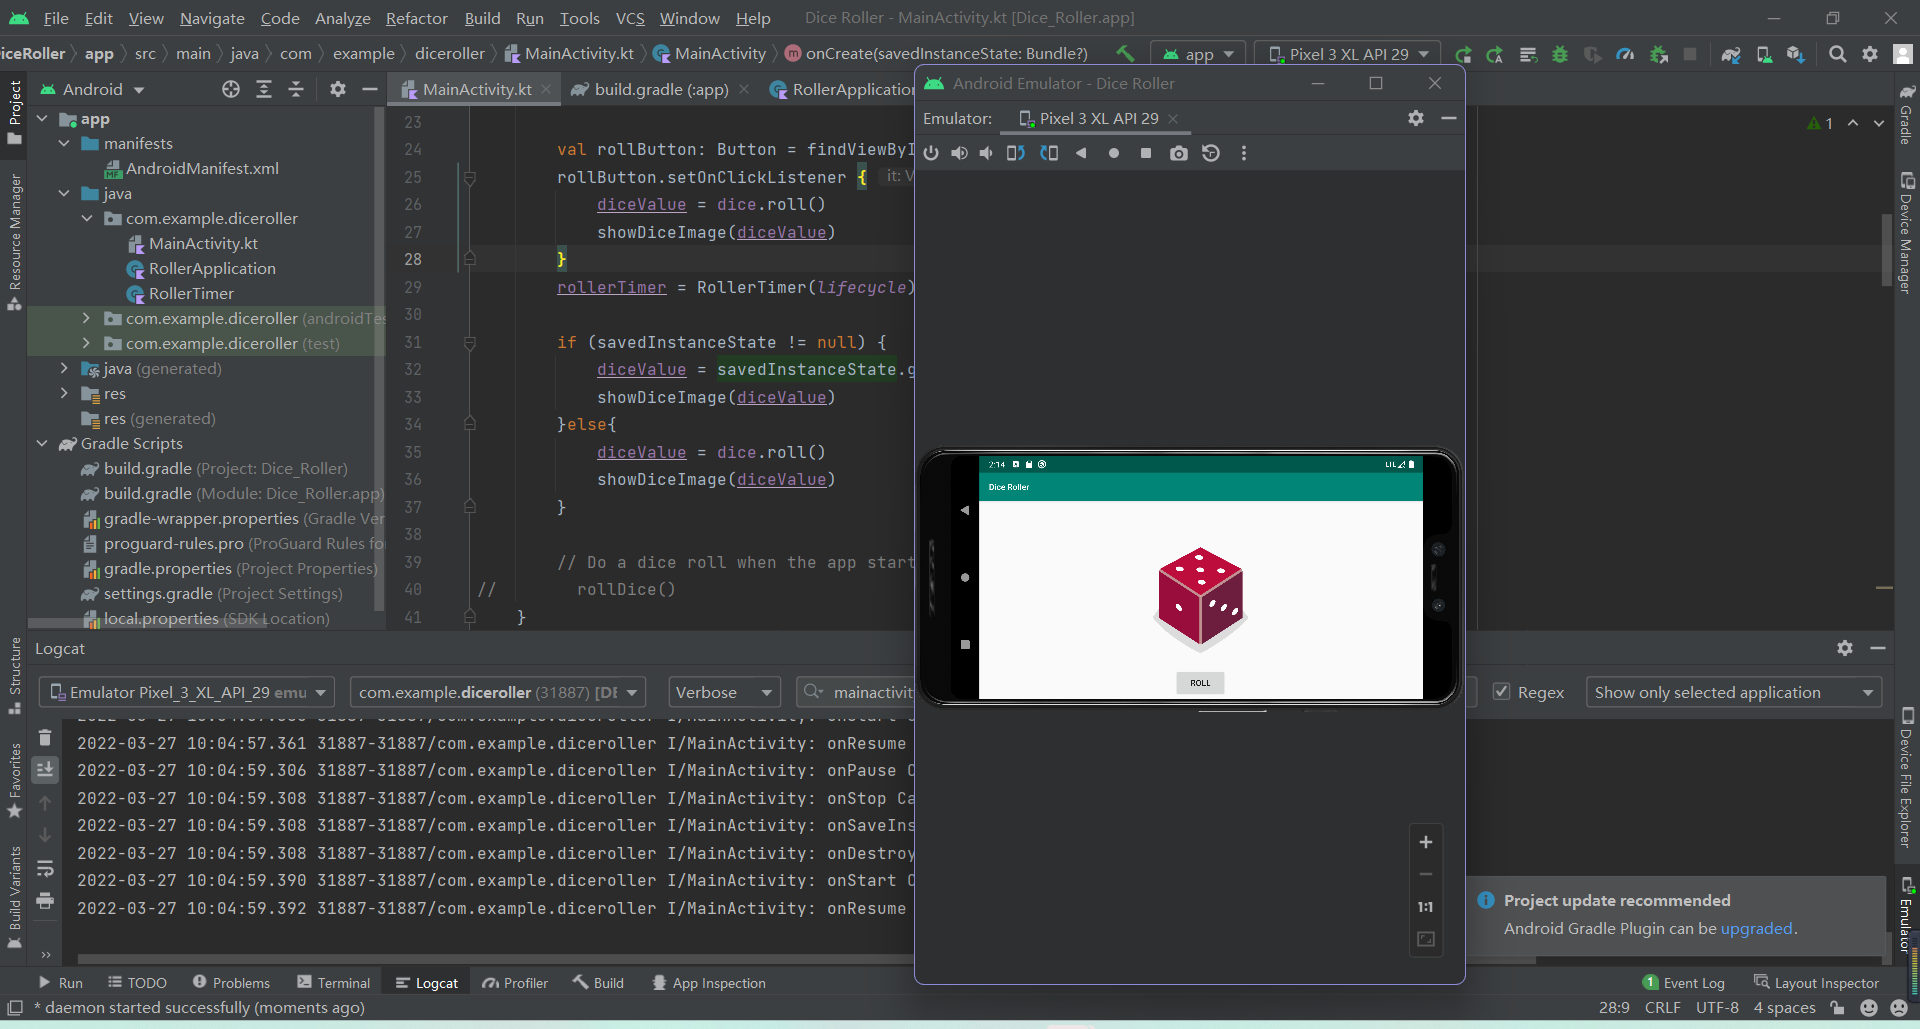 File Edit View Navigate Code Analyze Refactor Build Run Tools VCS Window Help Dice Roller - MainActivity.kt [Dice_Roller.app]
iceRoller app src main java com example diceroller MainActivity.kt MainActivity onCreate(savedInstanceState: Bundle?) app Pixel 3 XL API 29
Android
MainActivity.kt build.gradle (:app) RollerApplication
Project
Resource Manager
Structure
Favorites
Build Variants
app
manifests
AndroidManifest.xml
java
com.example.diceroller
MainActivity.kt
RollerApplication
RollerTimer
com.example.diceroller (androidTes
com.example.diceroller (test)
java (generated)
res
res (generated)
Gradle Scripts
build.gradle (Project: Dice_Roller)
build.gradle (Module: Dice_Roller.app)
gradle-wrapper.properties (Gradle Ver
proguard-rules.pro (ProGuard Rules fo
gradle.properties (Project Properties)
settings.gradle (Project Settings)
local.properties (SDK Location)
23
24 val rollButton: Button = findViewByI
25 rollButton.setOnClickListener { it: V
26 diceValue = dice.roll()
27 showDiceImage(diceValue)
28 }
29 rollerTimer = RollerTimer(lifecycle)
30
31 if (savedInstanceState != null) {
32 diceValue = savedInstanceState.g
33 showDiceImage(diceValue)
34 }else{
35 diceValue = dice.roll()
36 showDiceImage(diceValue)
37 }
38
39 // Do a dice roll when the app start
40 // rollDice()
41 }
1
Android Emulator - Dice Roller
Emulator: Pixel 3 XL API 29
2:14 LTE
Dice Roller
ROLL
1:1
Gradle
Device Manager
Device File Explorer
Emulator
Logcat
Emulator Pixel_3_XL_API_29 emu com.example.diceroller (31887) [DE Verbose mainactivit Regex Show only selected application
2022-03-27 10:04:57.361 31887-31887/com.example.diceroller I/MainActivity: onResume
2022-03-27 10:04:59.306 31887-31887/com.example.diceroller I/MainActivity: onPause C
2022-03-27 10:04:59.308 31887-31887/com.example.diceroller I/MainActivity: onStop Ca
2022-03-27 10:04:59.308 31887-31887/com.example.diceroller I/MainActivity: onSaveIns
2022-03-27 10:04:59.308 31887-31887/com.example.diceroller I/MainActivity: onDestroy
2022-03-27 10:04:59.390 31887-31887/com.example.diceroller I/MainActivity: onStart C
2022-03-27 10:04:59.392 31887-31887/com.example.diceroller I/MainActivity: onResume
Project update recommended
Android Gradle Plugin can be upgraded.
Run TODO Problems Terminal Logcat Profiler Build App Inspection 1 Event Log Layout Inspector
* daemon started successfully (moments ago) 28:9 CRLF UTF-8 4 spaces